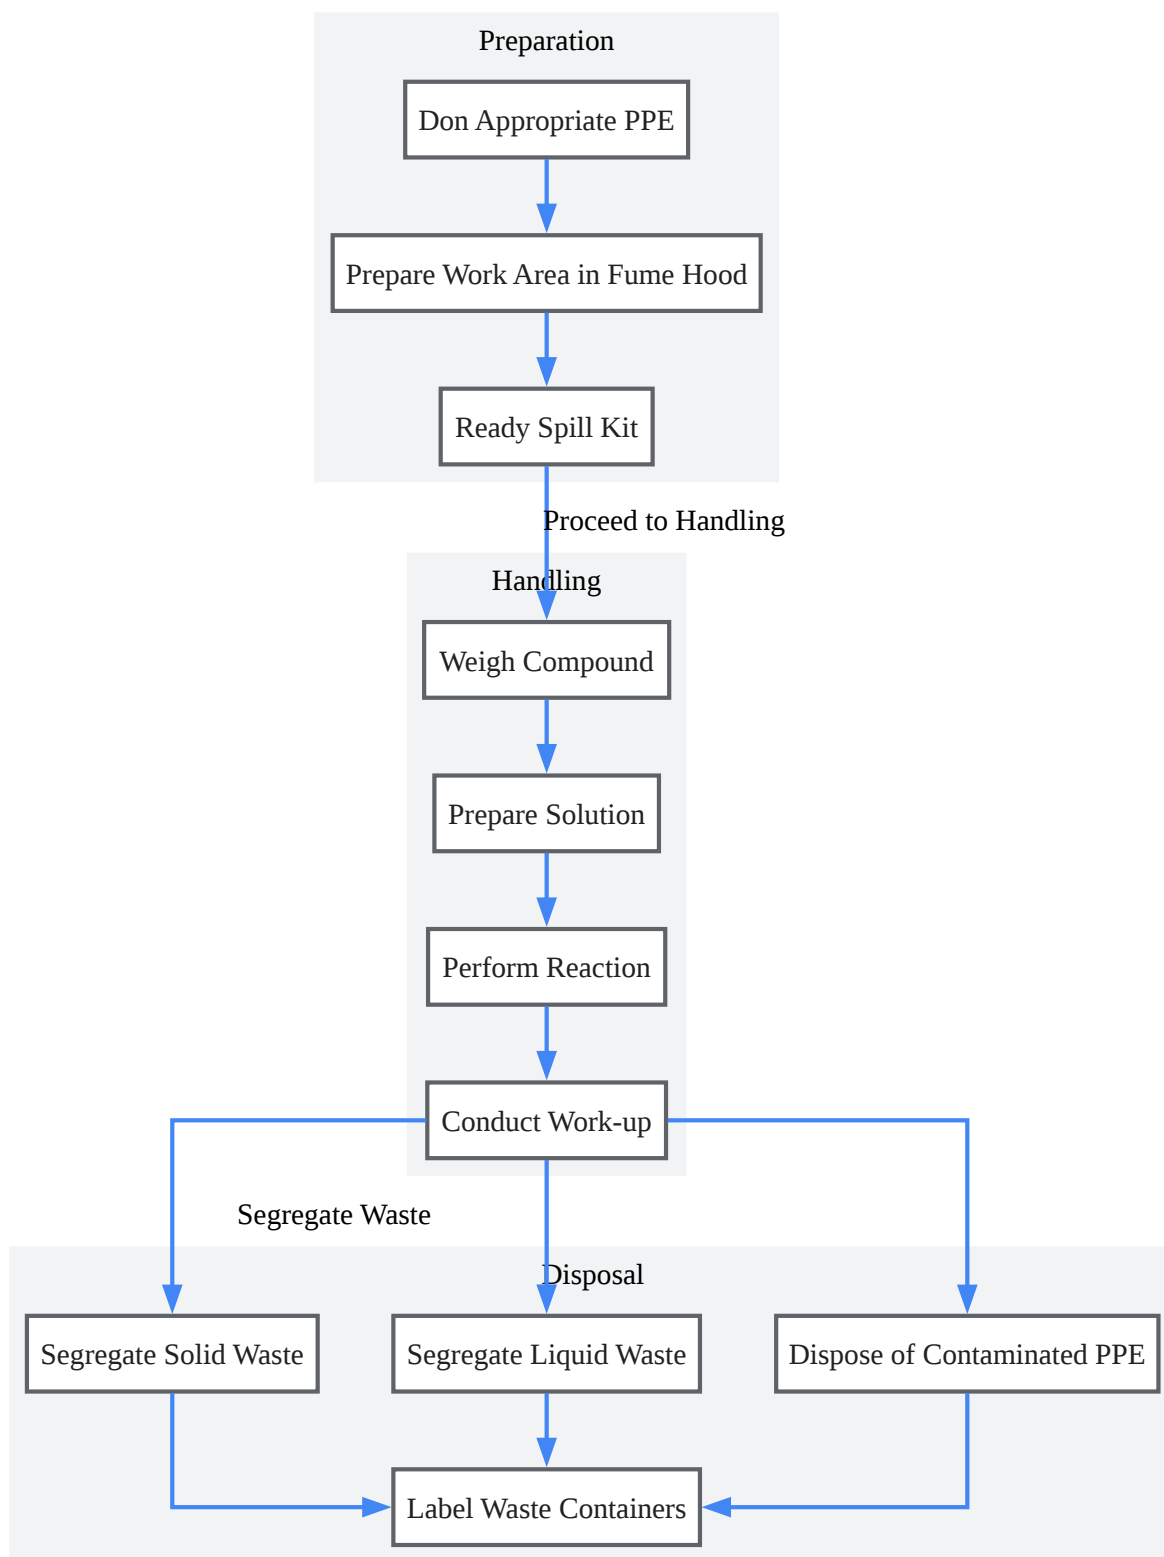 Preparation
Don Appropriate PPE
Prepare Work Area in Fume Hood
Ready Spill Kit
Proceed to Handling
Handling
Weigh Compound
Prepare Solution
Perform Reaction
Conduct Work-up
Segregate Waste
Disposal
Segregate Solid Waste
Segregate Liquid Waste
Dispose of Contaminated PPE
Label Waste Containers